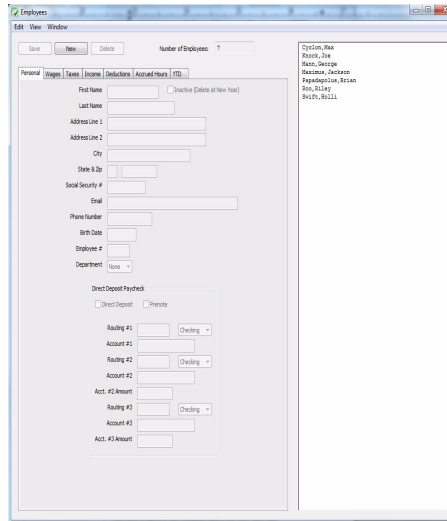 Employees
Edit View Window
Save New Delete Number of Employees: 7
Personal Wages Taxes Income Deductions Accrued Hours YTD
First Name Inactive (Delete at New Year)
Last Name
Address Line 1
Address Line 2
City
State & Zip
Social Security #
Email
Phone Number
Birth Date
Employee #
Department None
Direct Deposit Paycheck
Direct Deposit Prenote
Routing #1 Checking
Account #1
Routing #2 Checking
Account #2
Acct. #2 Amount
Routing #3 Checking
Account #3
Acct. #3 Amount
Cyclon,Max
Knock,Joe
Mann,George
Maximus,Jackson
Papadapolus,Brian
Roo,Riley
Swift,Holli